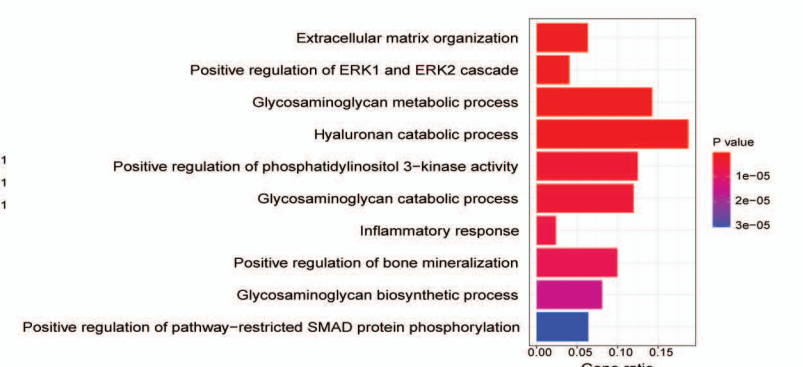 Extracellular matrix organization
Positive regulation of ERK1 and ERK2 cascade
Glycosaminoglycan metabolic process
Hyaluronan catabolic process
Positive regulation of phosphatidylinositol 3−kinase activity
Glycosaminoglycan catabolic process
Inflammatory response
Positive regulation of bone mineralization
Glycosaminoglycan biosynthetic process
Positive regulation of pathway−restricted SMAD protein phosphorylation
1
1
1
P value
1e−05
2e−05
3e−05
0.00 0.05 0.10 0.15
Gene ratio